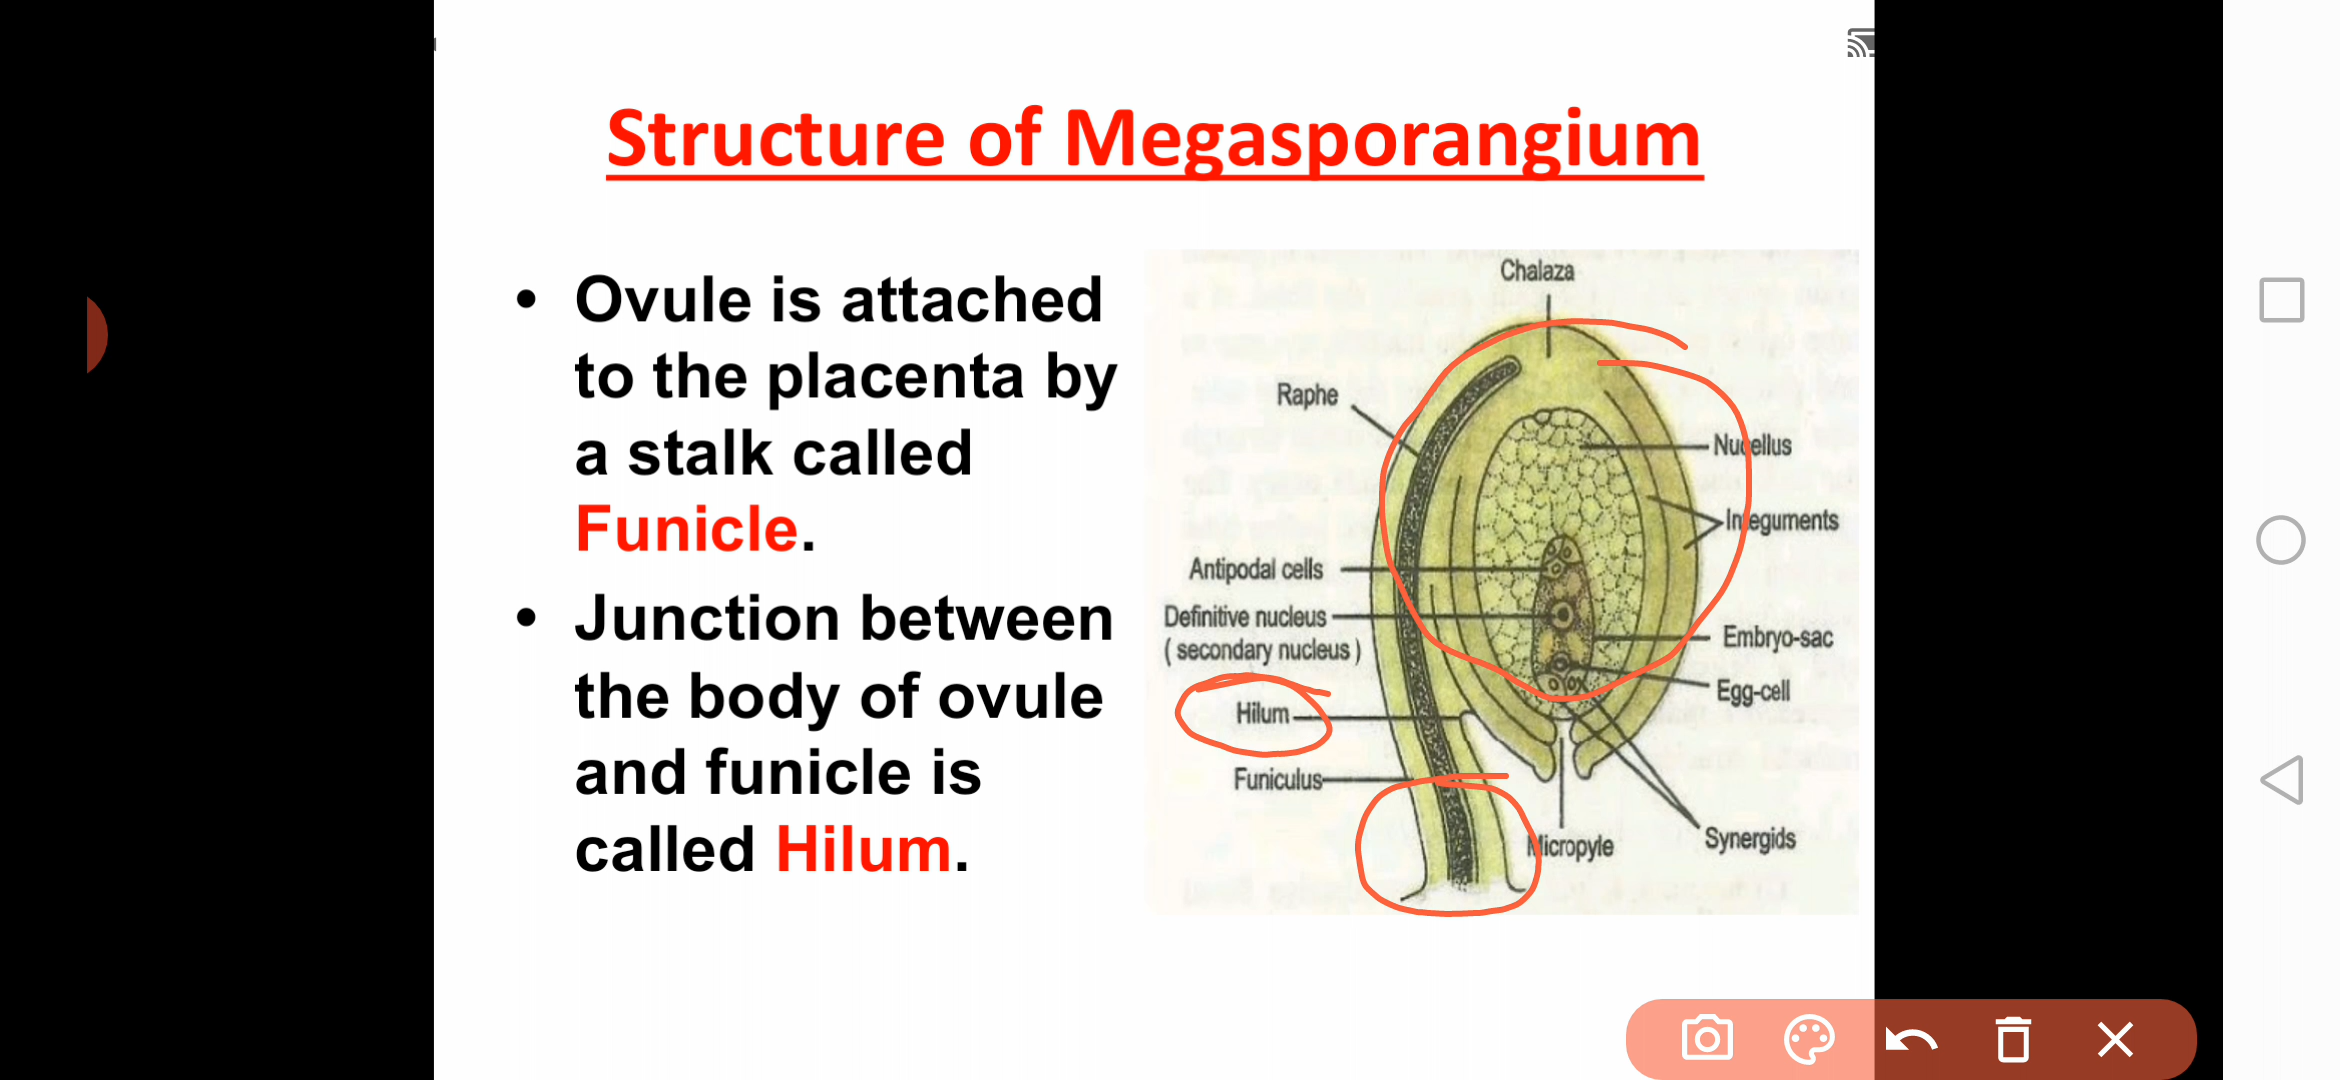 Structure of Megasporangium
• Ovule is attached
to the placenta by
a stalk called
Funicle.
• Junction between
the body of ovule
and funicle is
called Hilum.
Chalaza
Raphe
Nucellus
Integuments
Antipodal cells
Definitive nucleus
( secondary nucleus )
Embryo-sac
Egg-cell
Hilum
Funiculus
Micropyle
Synergids